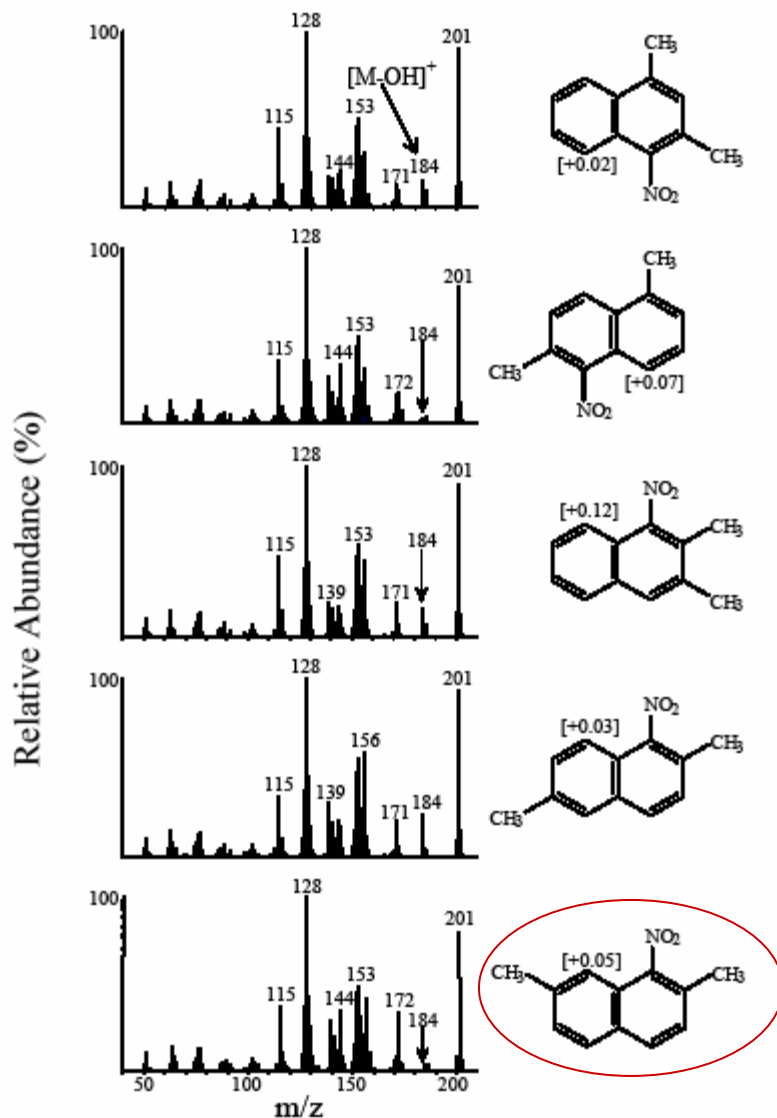 Relative Abundance (%)
100
128
201
[M-OH]+
115
153
144
171
184
CH₃
CH₃
[+0.02]
NO₂
100
128
201
115
153
144
184
172
CH₃
CH₃
[+0.07]
NO₂
100
128
201
115
153
184
139
171
NO₂
[+0.12]
CH₃
CH₃
100
128
201
156
115
139
171
184
NO₂
[+0.03]
CH₃
CH₃
100
128
201
115
153
144
172
184
NO₂
CH₃
[+0.05]
CH₃
50
100
150
200
m/z